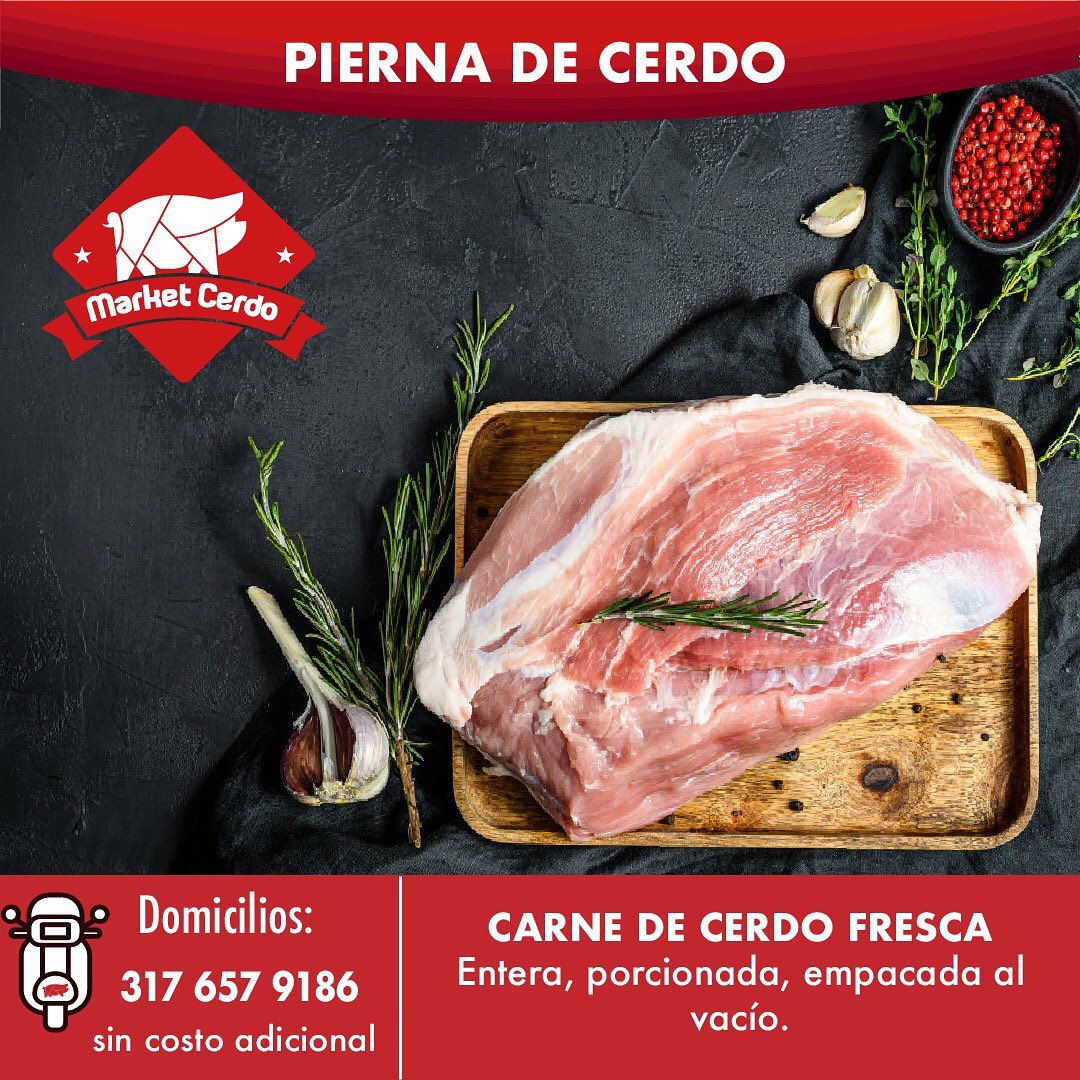 PIERNA DE CERDO
Market Cerdo
Domicilios:
317 657 9186
sin costo adicional
CARNE DE CERDO FRESCA
Entera, porcionada, empacada al
vacío.